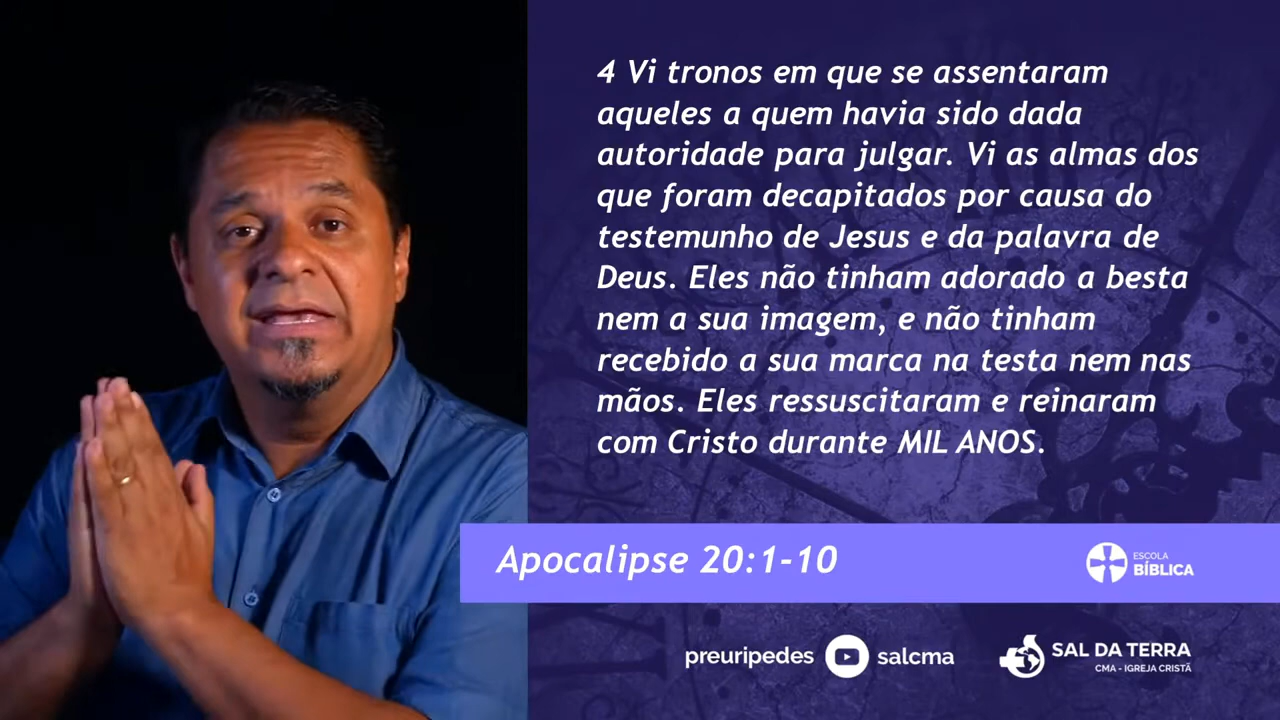 4 Vi tronos em que se assentaram
aqueles a quem havia sido dada
autoridade para julgar. Vi as almas dos
que foram decapitados por causa do
testemunho de Jesus e da palavra de
Deus. Eles não tinham adorado a besta
nem a sua imagem, e não tinham
recebido a sua marca na testa nem nas
mãos. Eles ressuscitaram e reinaram
com Cristo durante MIL ANOS.
Apocalipse 20:1-10
ESCOLA
BÍBLICA
preuripedes salcma
SAL DA TERRA
CMA - IGREJA CRISTÃ